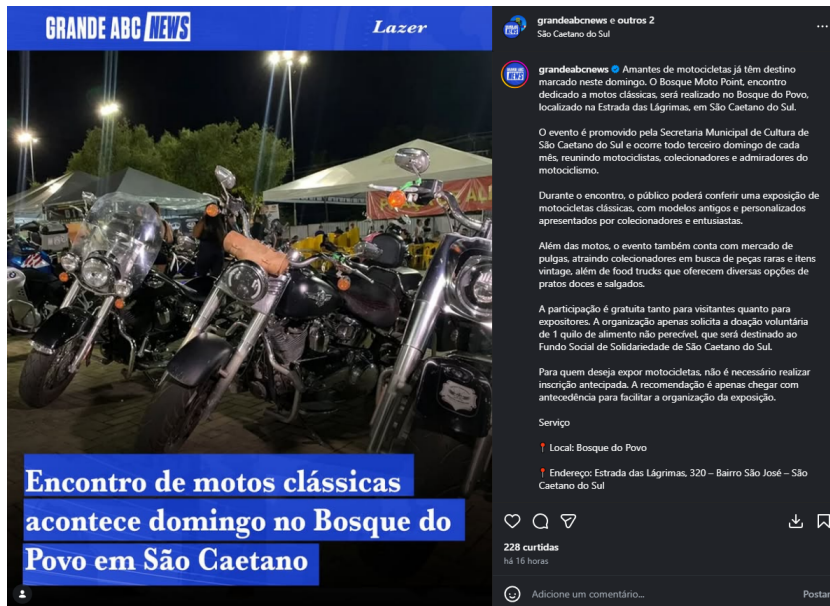 GRANDE ABC NEWS
Lazer
Encontro de motos clássicas
acontece domingo no Bosque do
Povo em São Caetano
grandeabcnews e outros 2
São Caetano do Sul
grandeabcnews Amantes de motocicletas já têm destino
marcado neste domingo. O Bosque Moto Point, encontro
dedicado a motos clássicas, será realizado no Bosque do Povo,
localizado na Estrada das Lágrimas, em São Caetano do Sul.
O evento é promovido pela Secretaria Municipal de Cultura de
São Caetano do Sul e ocorre todo terceiro domingo de cada
mês, reunindo motociclistas, colecionadores e admiradores do
motociclismo.
Durante o encontro, o público poderá conferir uma exposição de
motocicletas clássicas, com modelos antigos e personalizados
apresentados por colecionadores e entusiastas.
Além das motos, o evento também conta com mercado de
pulgas, atraindo colecionadores em busca de peças raras e itens
vintage, além de food trucks que oferecem diversas opções de
pratos doces e salgados.
A participação é gratuita tanto para visitantes quanto para
expositores. A organização apenas solicita a doação voluntária
de 1 quilo de alimento não perecível, que será destinado ao
Fundo Social de Solidariedade de São Caetano do Sul.
Para quem deseja expor motocicletas, não é necessário realizar
inscrição antecipada. A recomendação é apenas chegar com
antecedência para facilitar a organização da exposição.
Serviço
📍 Local: Bosque do Povo
📍 Endereço: Estrada das Lágrimas, 320 – Bairro São José – São
Caetano do Sul
228 curtidas
há 16 horas
Adicione um comentário...
Postar